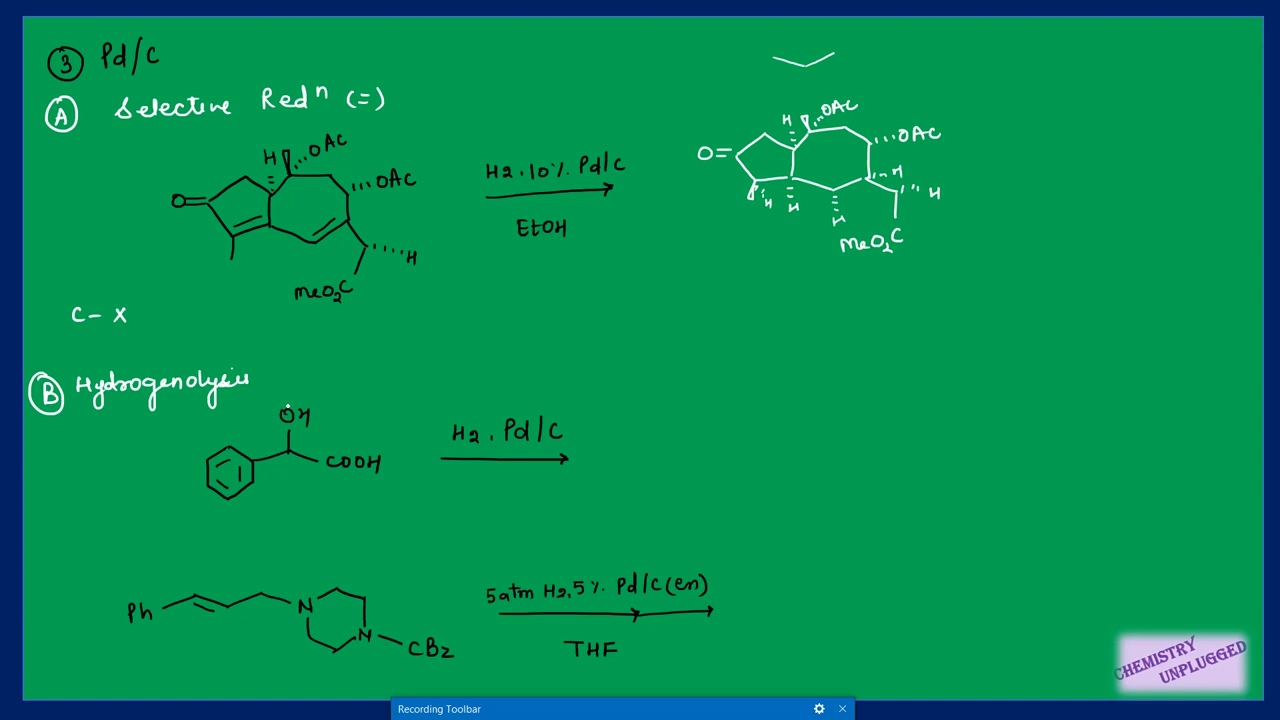 ③ Pd/C
Ⓐ Selective Redⁿ (=)
H OAc
O OAc
H
MeO₂C
H₂, 10% Pd/C
EtOH
H OAc
O= OAc
H
H H H H
MeO₂C
C-X
Ⓑ Hydrogenolysis
OH
COOH
H₂, Pd/C
Ph N
N CBz
5atm H₂, 5% Pd/C(en)
THF
CHEMISTRY
UNPLUGGED
Recording Toolbar